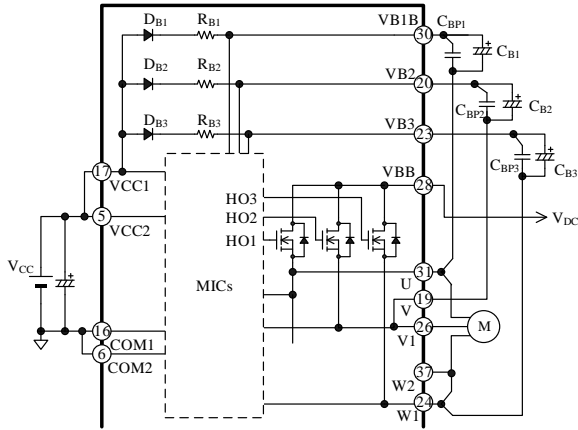 DB1 RB1 VB1B 30 CBP1 CB1
DB2 RB2 VB2 20 CBP2 CB2
DB3 RB3 VB3 23 CBP3 CB3
17 VCC1
VBB 28
VDC
5 VCC2
HO3
HO2
HO1
VCC
MICs
31 U
19 V
26 V1
M
16 COM1
6 COM2
37 W2
24 W1